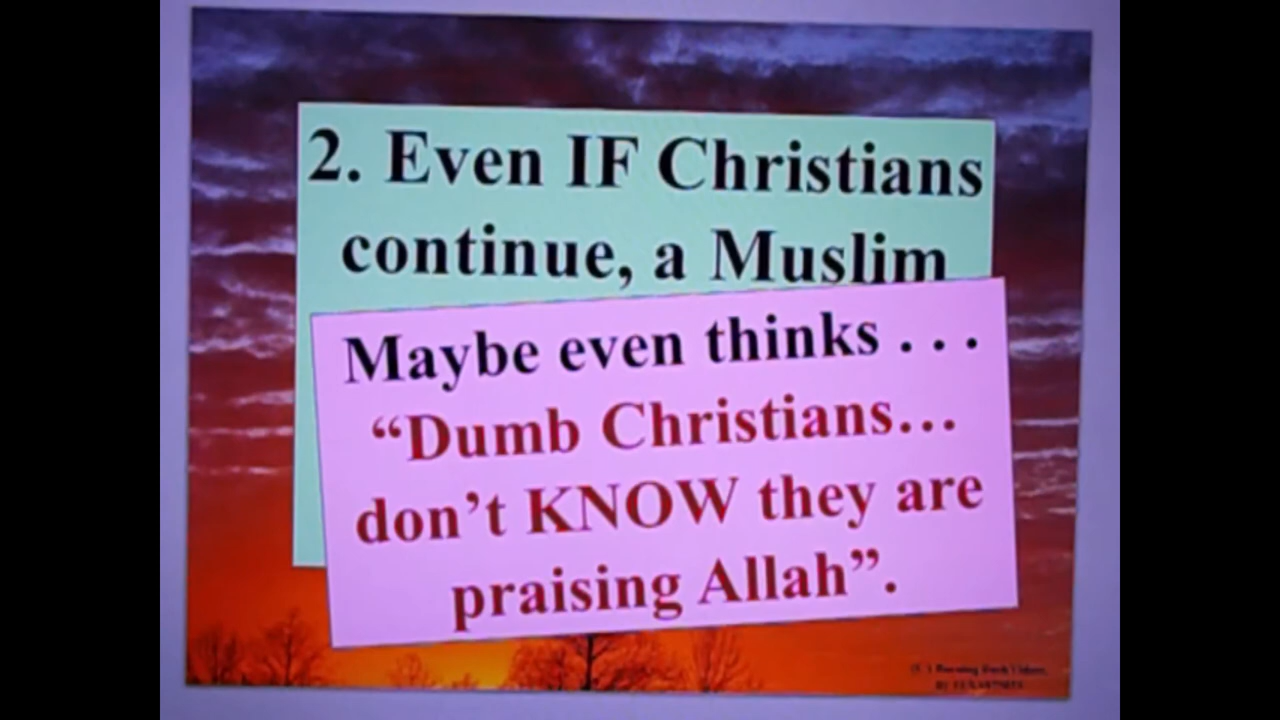 2. Even IF Christians
continue, a Muslim
Maybe even thinks . . .
“Dumb Christians…
don’t KNOW they are
praising Allah”.